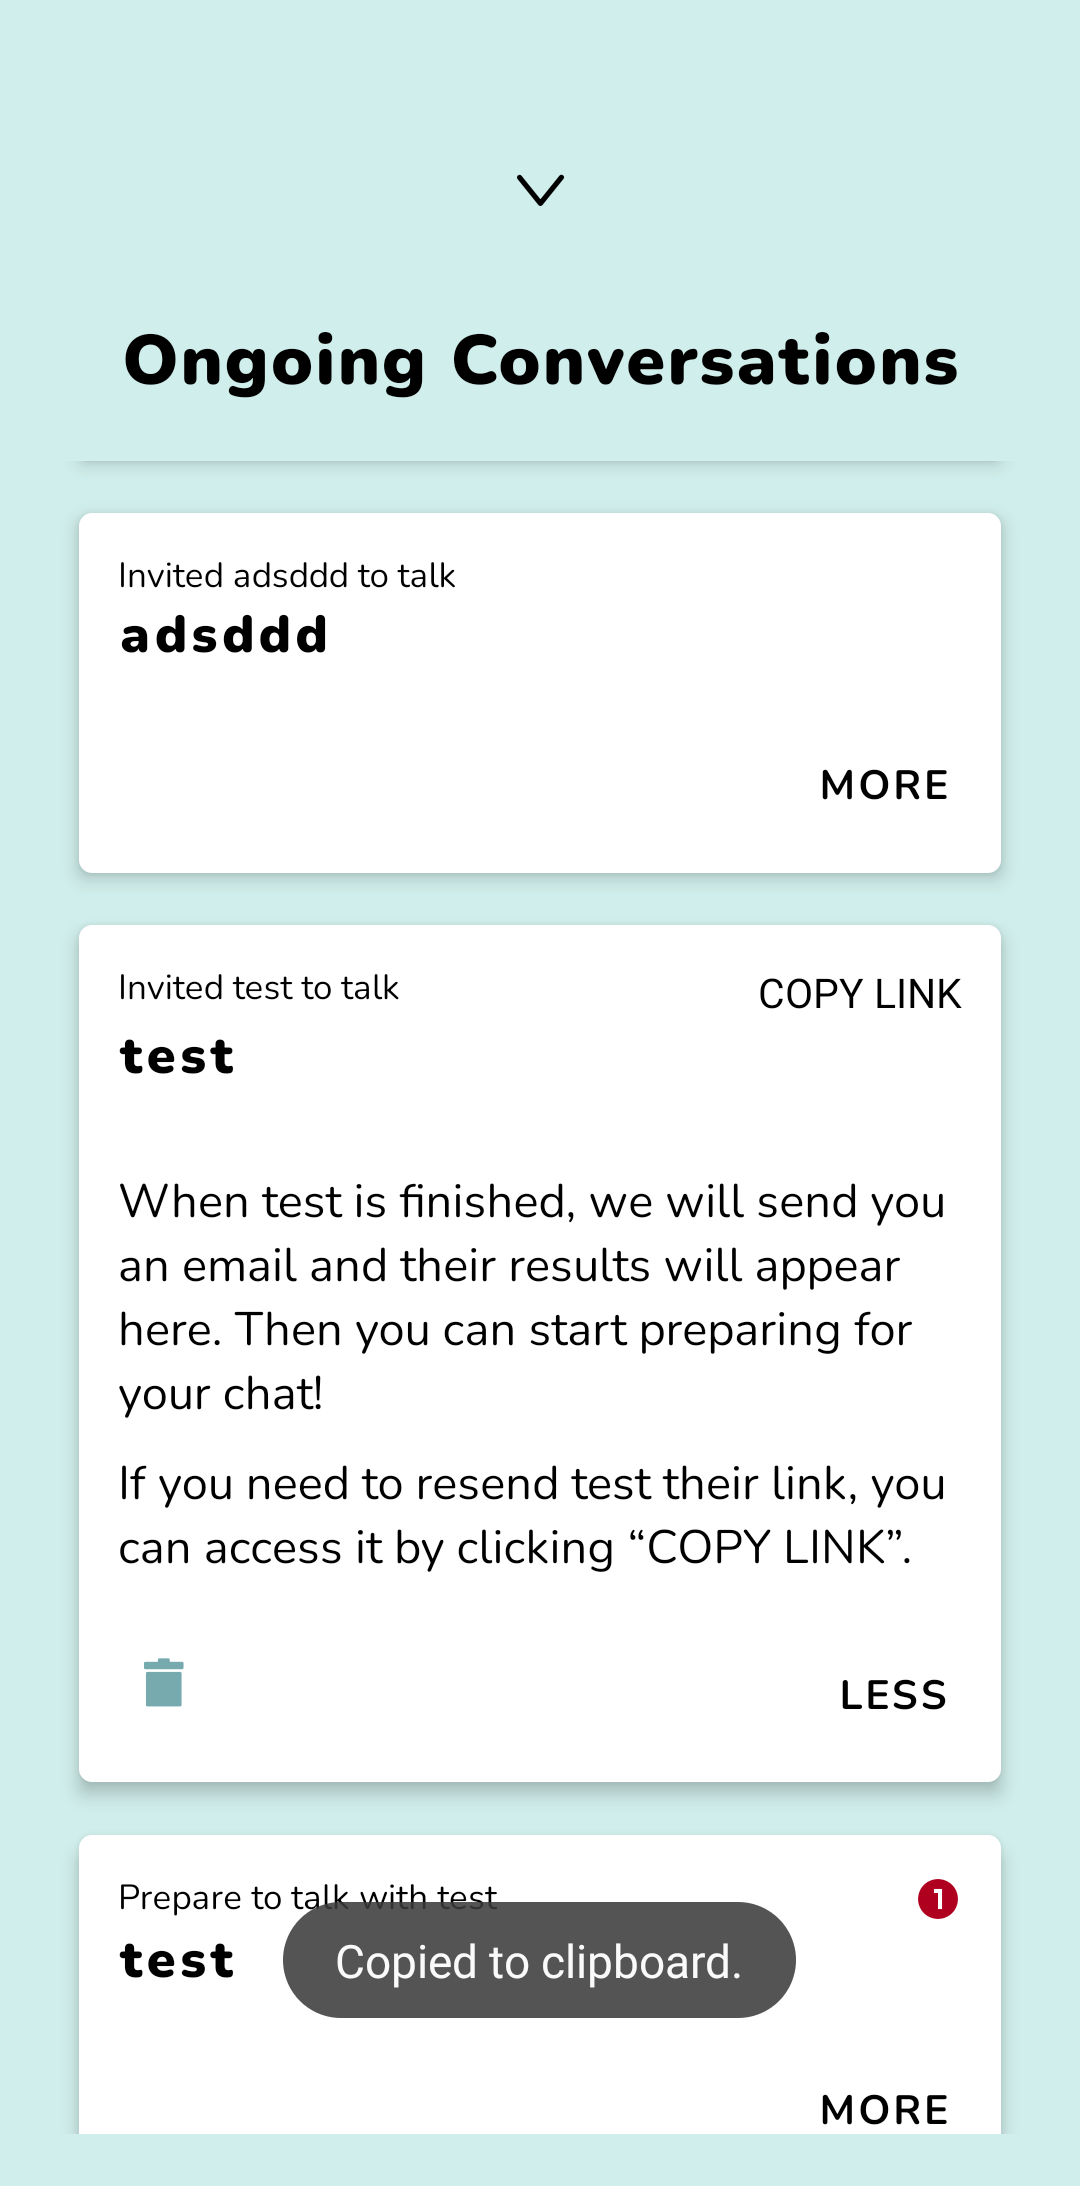 Ongoing Conversations
Invited adsddd to talk
adsddd
MORE
Invited test to talk
COPY LINK
test
When test is finished, we will send you
an email and their results will appear
here. Then you can start preparing for
your chat!
If you need to resend test their link, you
can access it by clicking “COPY LINK”.
LESS
Prepare to talk with test
1
test
Copied to clipboard.
MORE